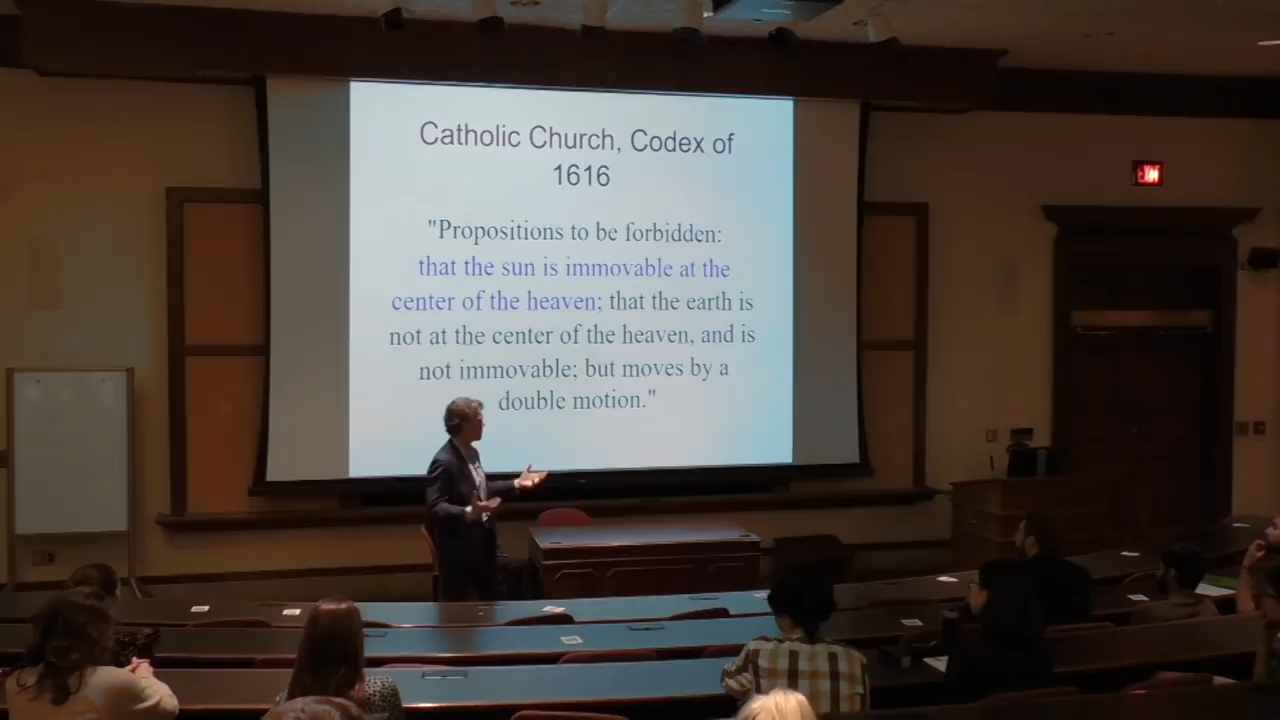 Catholic Church, Codex of
1616
"Propositions to be forbidden:
that the sun is immovable at the
center of the heaven; that the earth is
not at the center of the heaven, and is
not immovable; but moves by a
double motion."
EXIT